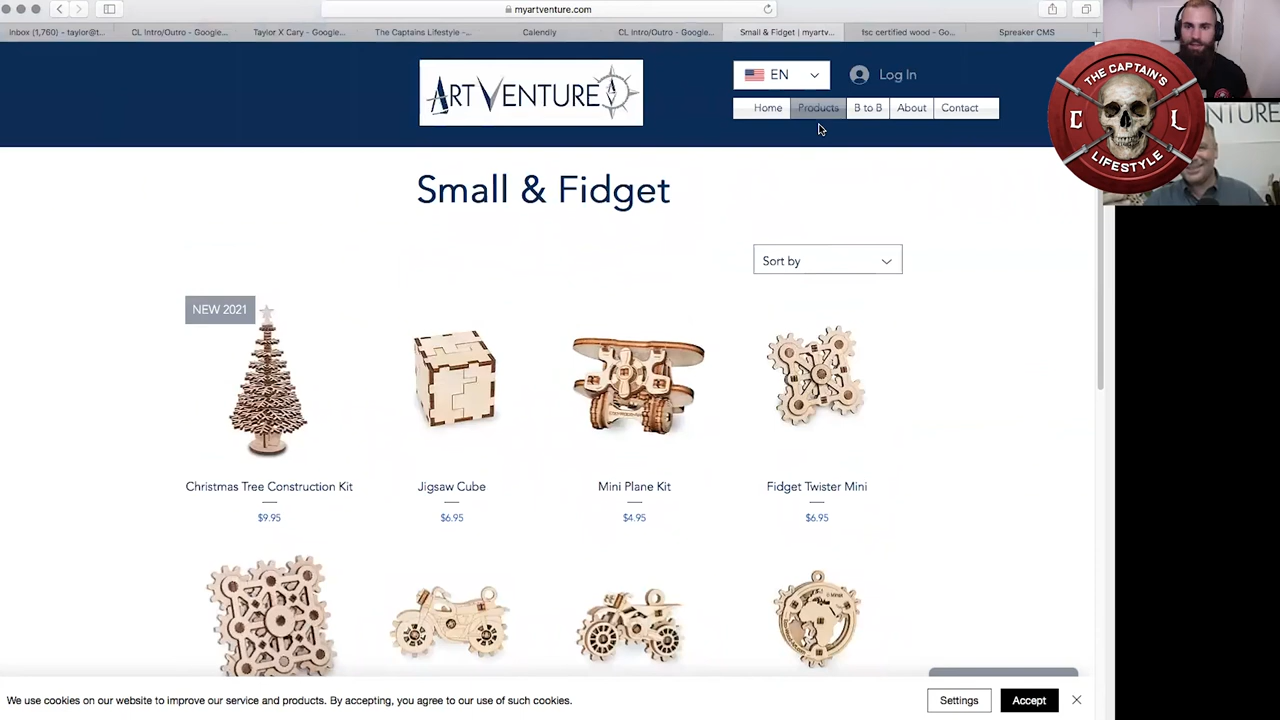 myartventure.com
Inbox (1,760) - taylor@t...
CL Intro/Outro - Google...
Taylor X Cary - Google...
The Captains Lifestyle -...
Calendly
CL Intro/Outro - Google...
Small & Fidget | myartv...
fsc certified wood - Go...
Spreaker CMS
ARTVENTURE
EN
Log In
Home
Products
B to B
About
Contact
THE CAPTAIN'S
C L
LIFESTYLE
Small & Fidget
Sort by
NEW 2021
Christmas Tree Construction Kit
$9.95
Jigsaw Cube
$6.95
Mini Plane Kit
$4.95
Fidget Twister Mini
$6.95
We use cookies on our website to improve our service and products. By accepting, you agree to our use of such cookies.
Settings
Accept